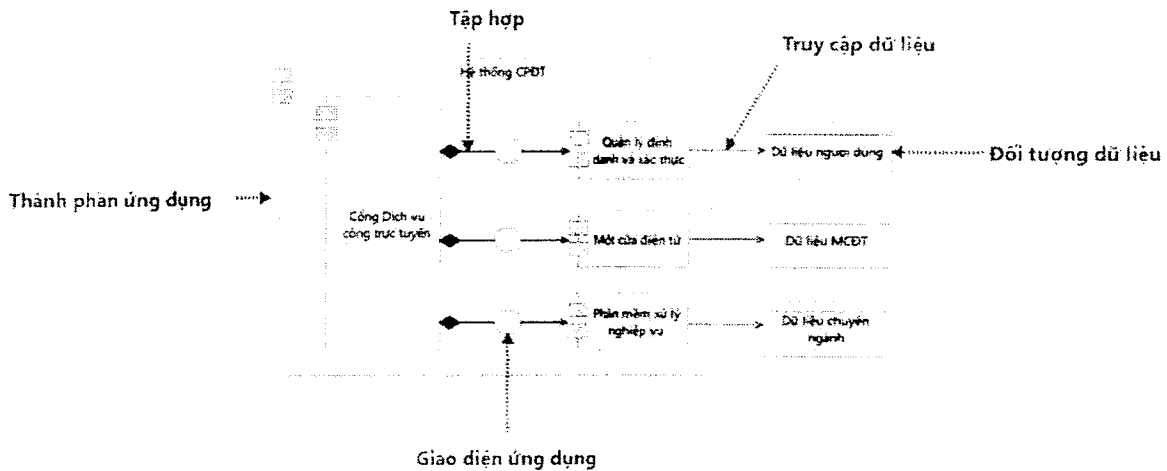 Tập hợp
Truy cập dữ liệu
Hệ thống CPĐT
Quản lý định
danh và xác thực
Dữ liệu người dùng
Đối tượng dữ liệu
Thành phần ứng dụng
Cổng Dịch vụ
công trực tuyến
Một cửa điện tử
Dữ liệu MCĐT
Phần mềm xử lý
nghiệp vụ
Dữ liệu chuyên
ngành
Giao diện ứng dụng